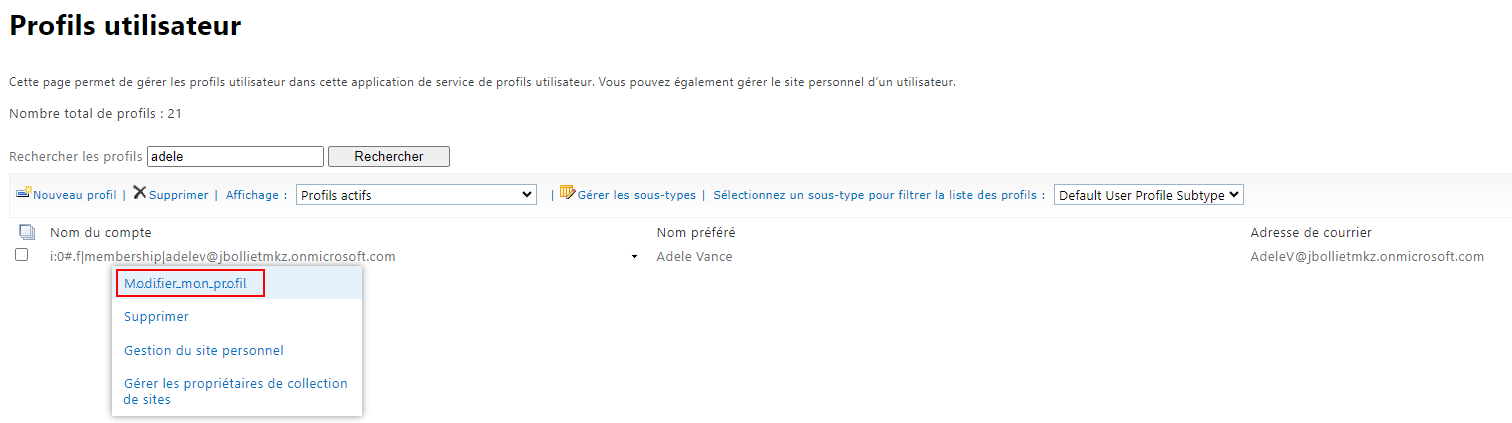 Profils utilisateur
Cette page permet de gérer les profils utilisateur dans cette application de service de profils utilisateur. Vous pouvez également gérer le site personnel d'un utilisateur.
Nombre total de profils : 21
Rechercher les profils adele Rechercher
Nouveau profil | Supprimer | Affichage : Profils actifs | Gérer les sous-types | Sélectionnez un sous-type pour filtrer la liste des profils : Default User Profile Subtype
Nom du compte Nom préféré Adresse de courrier
i:0#.f|membership|adelev@jbollietmkz.onmicrosoft.com Adele Vance AdeleV@jbollietmkz.onmicrosoft.com
Modifier mon profil
Supprimer
Gestion du site personnel
Gérer les propriétaires de collection
de sites